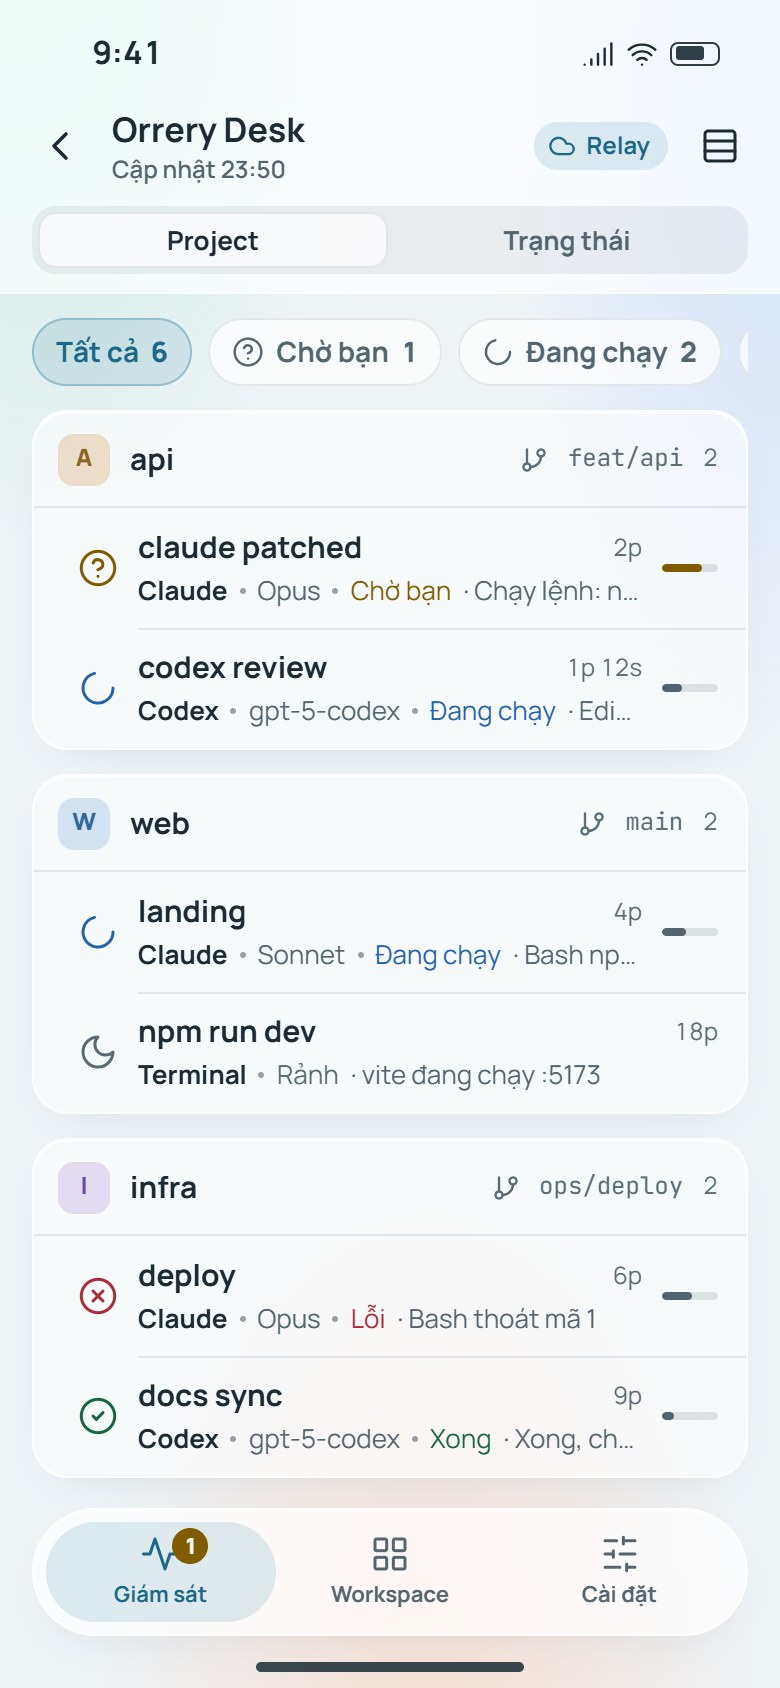 9:41
Orrery Desk
Cập nhật 23:50
Relay
Project
Trạng thái
Tất cả 6
Chờ bạn 1
Đang chạy 2
A api feat/api 2
claude patched 2p
Claude • Opus • Chờ bạn · Chạy lệnh: n...
codex review 1p 12s
Codex • gpt-5-codex • Đang chạy · Edi...
W web main 2
landing 4p
Claude • Sonnet • Đang chạy · Bash np...
npm run dev 18p
Terminal • Rảnh · vite đang chạy :5173
I infra ops/deploy 2
deploy 6p
Claude • Opus • Lỗi · Bash thoát mã 1
docs sync 9p
Codex • gpt-5-codex • Xong · Xong, ch...
1
Giám sát
Workspace
Cài đặt